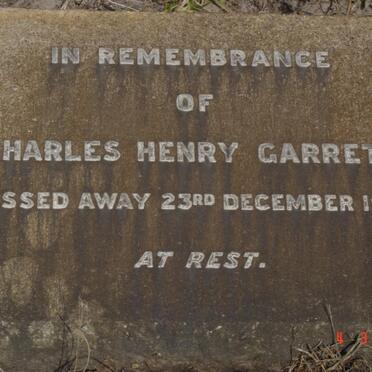 IN REMEMBRANCE
OF
HARLES HENRY GARRET
SSED AWAY 23RD DECEMBER 1
AT REST.